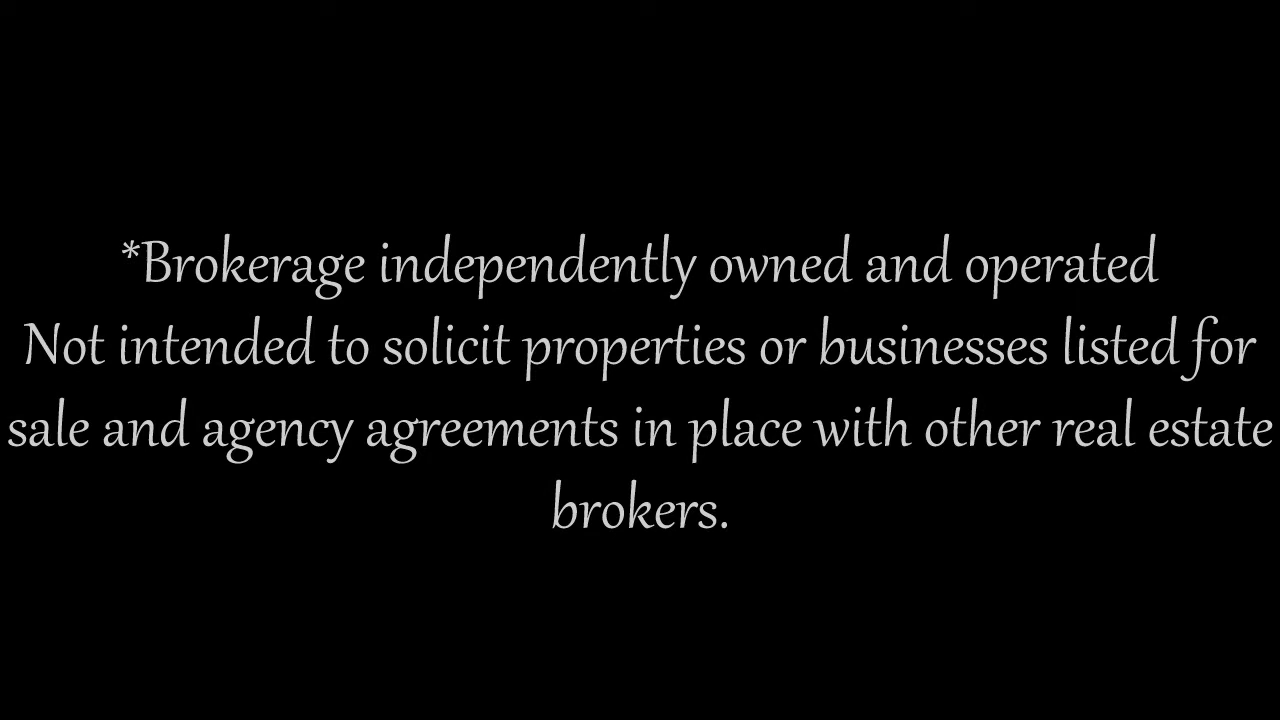 *Brokerage independently owned and operated
Not intended to solicit properties or businesses listed for
sale and agency agreements in place with other real estate
brokers.